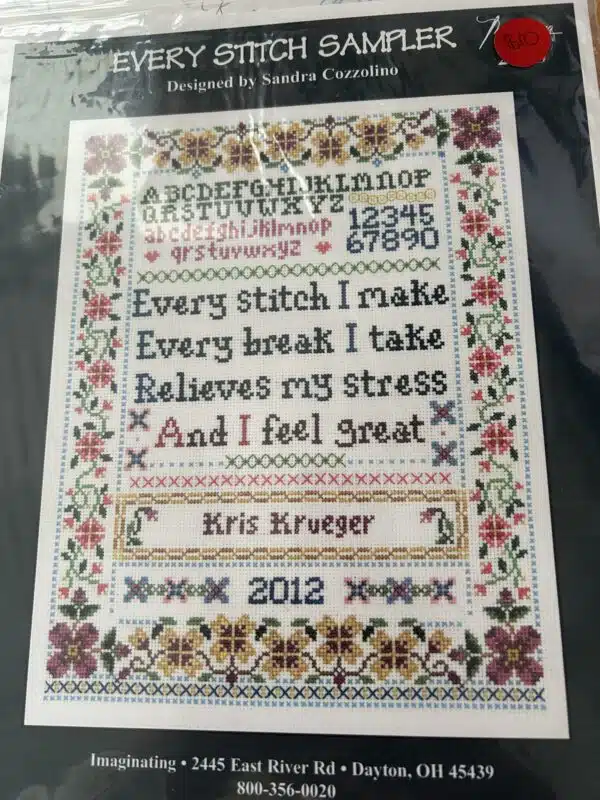 EVERY STITCH SAMPLER
Designed by Sandra Cozzolino
$6.00
ABCDEFGHIJKLMNOP
QRSTUVWXYZ
abcdefghijklmnop
qrstuvwxyz
12345
67890
Every stitch I make
Every break I take
Relieves my stress
And I feel great
Kris Krueger
2012
Imaginating • 2445 East River Rd • Dayton, OH 45439
800-356-0020